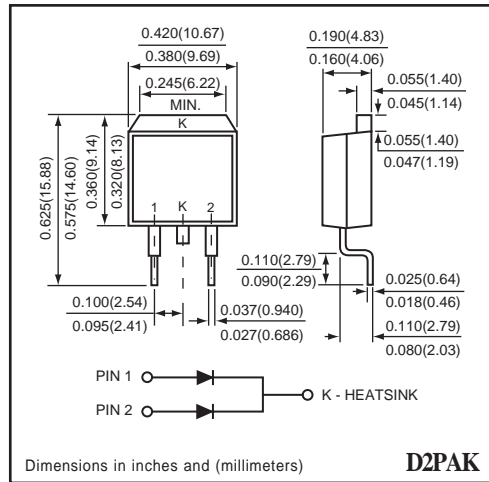 0.420(10.67)
0.380(9.69)
0.245(6.22)
MIN.
K
0.625(15.88)
0.575(14.60)
0.360(9.14)
0.320(8.13)
1 K 2
0.100(2.54)
0.095(2.41)
0.037(0.940)
0.027(0.686)
0.190(4.83)
0.160(4.06)
0.055(1.40)
0.045(1.14)
0.055(1.40)
0.047(1.19)
0.110(2.79)
0.090(2.29)
0.025(0.64)
0.018(0.46)
0.110(2.79)
0.080(2.03)
PIN 1
PIN 2
K - HEATSINK
Dimensions in inches and (millimeters)
D2PAK